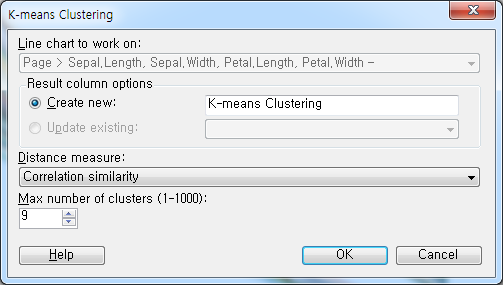 K-means Clustering
Line chart to work on:
Page > Sepal,Length, Sepal,Width, Petal,Length, Petal,Width -
Result column options
Create new:
K-means Clustering
Update existing:
Distance measure:
Correlation similarity
Max number of clusters (1-1000):
9
Help
OK
Cancel